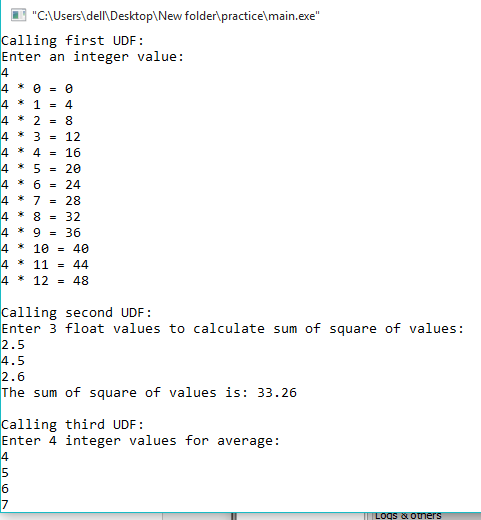 "C:\Users\dell\Desktop\New folder\practice\main.exe"
Calling first UDF:
Enter an integer value:
4
4 * 0 = 0
4 * 1 = 4
4 * 2 = 8
4 * 3 = 12
4 * 4 = 16
4 * 5 = 20
4 * 6 = 24
4 * 7 = 28
4 * 8 = 32
4 * 9 = 36
4 * 10 = 40
4 * 11 = 44
4 * 12 = 48
Calling second UDF:
Enter 3 float values to calculate sum of square of values:
2.5
4.5
2.6
The sum of square of values is: 33.26
Calling third UDF:
Enter 4 integer values for average:
4
5
6
7
Logs & others